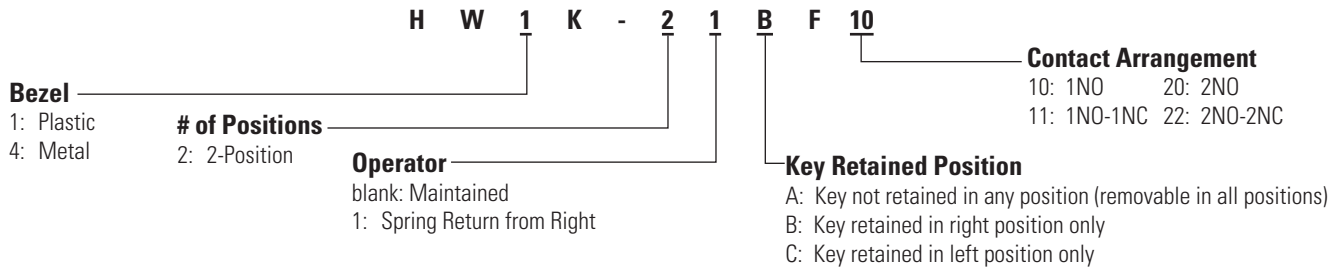 H W 1 K - 2 1 B F 10
Bezel
1: Plastic
4: Metal
# of Positions
2: 2-Position
Operator
blank: Maintained
1: Spring Return from Right
Key Retained Position
A: Key not retained in any position (removable in all positions)
B: Key retained in right position only
C: Key retained in left position only
Contact Arrangement
10: 1NO 20: 2NO
11: 1NO-1NC 22: 2NO-2NC